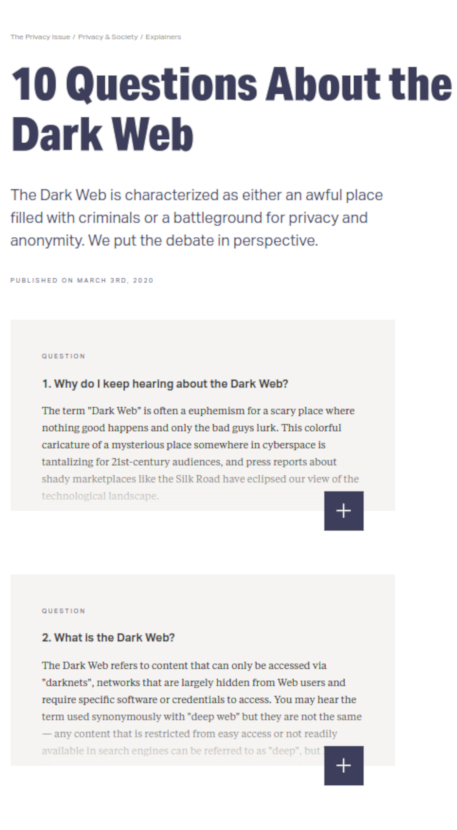 The Privacy Issue / Privacy & Society / Explainers
10 Questions About the
Dark Web
The Dark Web is characterized as either an awful place
filled with criminals or a battleground for privacy and
anonymity. We put the debate in perspective.
PUBLISHED ON MARCH 3RD, 2020
QUESTION
1. Why do I keep hearing about the Dark Web?
The term "Dark Web" is often a euphemism for a scary place where
nothing good happens and only the bad guys lurk. This colorful
caricature of a mysterious place somewhere in cyberspace is
tantalizing for 21st-century audiences, and press reports about
shady marketplaces like the Silk Road have eclipsed our view of the
technological landscape.
+
QUESTION
2. What is the Dark Web?
The Dark Web refers to content that can only be accessed via
"darknets", networks that are largely hidden from Web users and
require specific software or credentials to access. You may hear the
term used synonymously with "deep web" but they are not the same
— any content that is restricted from easy access or not readily
available in search engines can be referred to as "deep", but
+